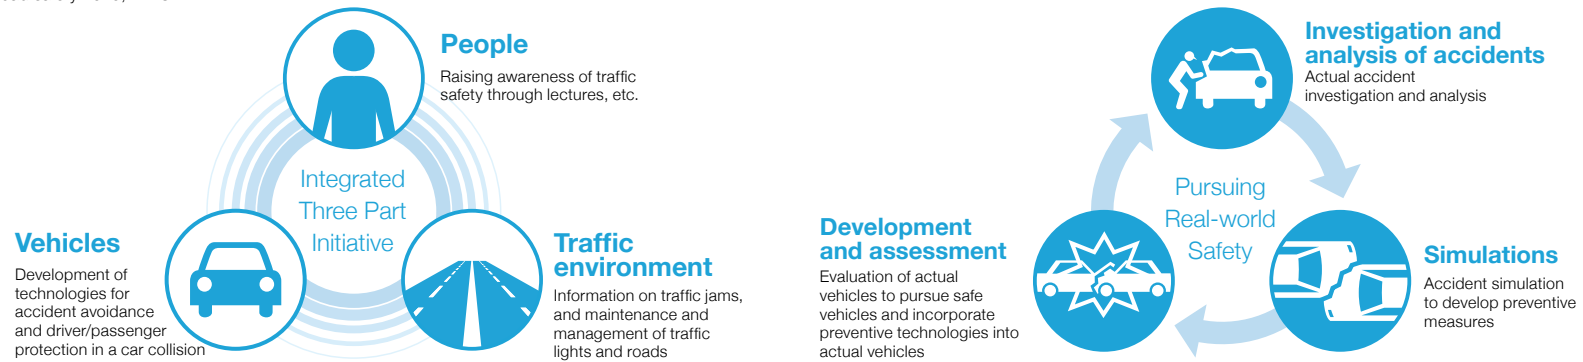 People
Raising awareness of traffic
safety through lectures, etc.
Integrated
Three Part
Initiative
Vehicles
Development of
technologies for
accident avoidance
and driver/passenger
protection in a car collision
Traffic
environment
Information on traffic jams,
and maintenance and
management of traffic
lights and roads
Investigation and
analysis of accidents
Actual accident
investigation and analysis
Pursuing
Real-world
Safety
Development
and assessment
Evaluation of actual
vehicles to pursue safe
vehicles and incorporate
preventive technologies into
actual vehicles
Simulations
Accident simulation
to develop preventive
measures